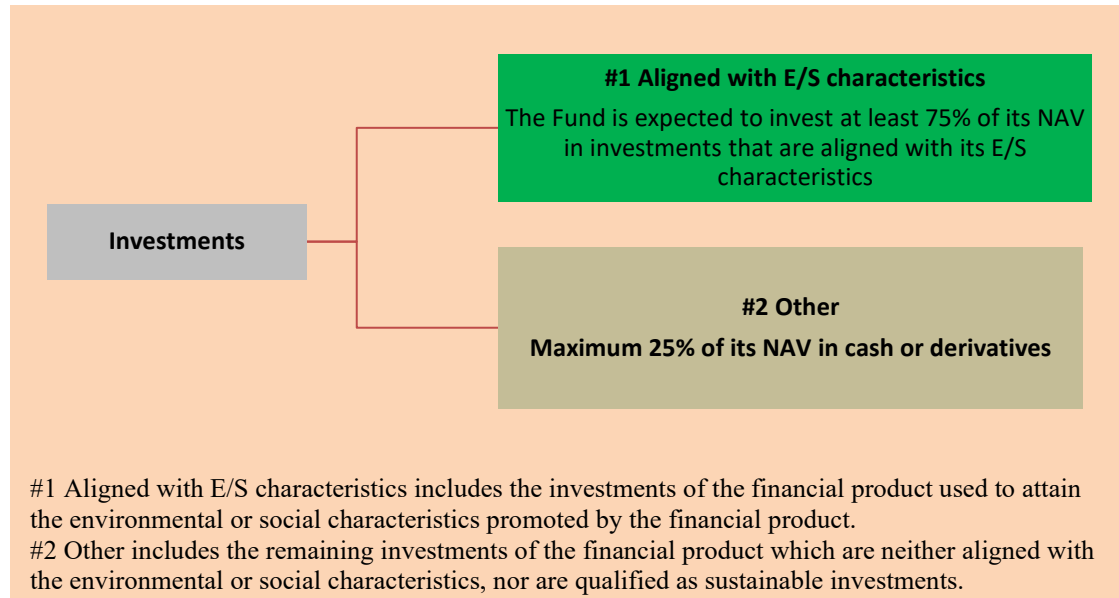 #1 Aligned with E/S characteristics
The Fund is expected to invest at least 75% of its NAV
in investments that are aligned with its E/S
characteristics
Investments
#2 Other
Maximum 25% of its NAV in cash or derivatives
#1 Aligned with E/S characteristics includes the investments of the financial product used to attain
the environmental or social characteristics promoted by the financial product.
#2 Other includes the remaining investments of the financial product which are neither aligned with
the environmental or social characteristics, nor are qualified as sustainable investments.